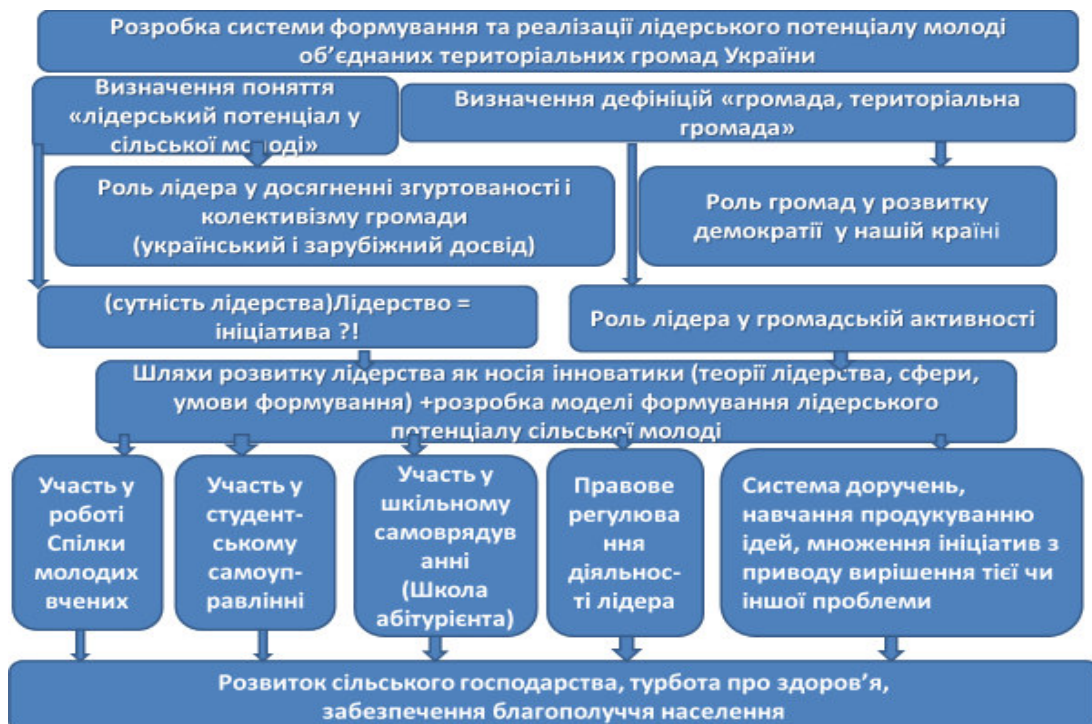 Розробка системи формування та реалізації лідерського потенціалу молоді
об’єднаних територіальних громад України
Визначення поняття
«лідерський потенціал у
сільської молоді»
Визначення дефініцій «громада, територіальна
громада»
Роль лідера у досягненні згуртованості і
колективізму громади
(український і зарубіжний досвід)
Роль громад у розвитку
демократії у нашій країні
(сутність лідерства)Лідерство =
ініціатива ?!
Роль лідера у громадській активності
Шляхи розвитку лідерства як носія інноватики (теорії лідерства, сфери,
умови формування) +розробка моделі формування лідерського
потенціалу сільської молоді
Участь у
роботі
Спілки
молодих
вчених
Участь у
студент-
ському
самоуп-
равлінні
Участь у
шкільному
самоврядув
анні
(Школа
абітурієнта)
Правове
регулюва
ння
діяльнос-
ті лідера
Система доручень,
навчання продукуванню
ідей, множення ініціатив з
приводу вирішення тієї чи
іншої проблеми
Розвиток сільського господарства, турбота про здоров’я,
забезпечення благополуччя населення